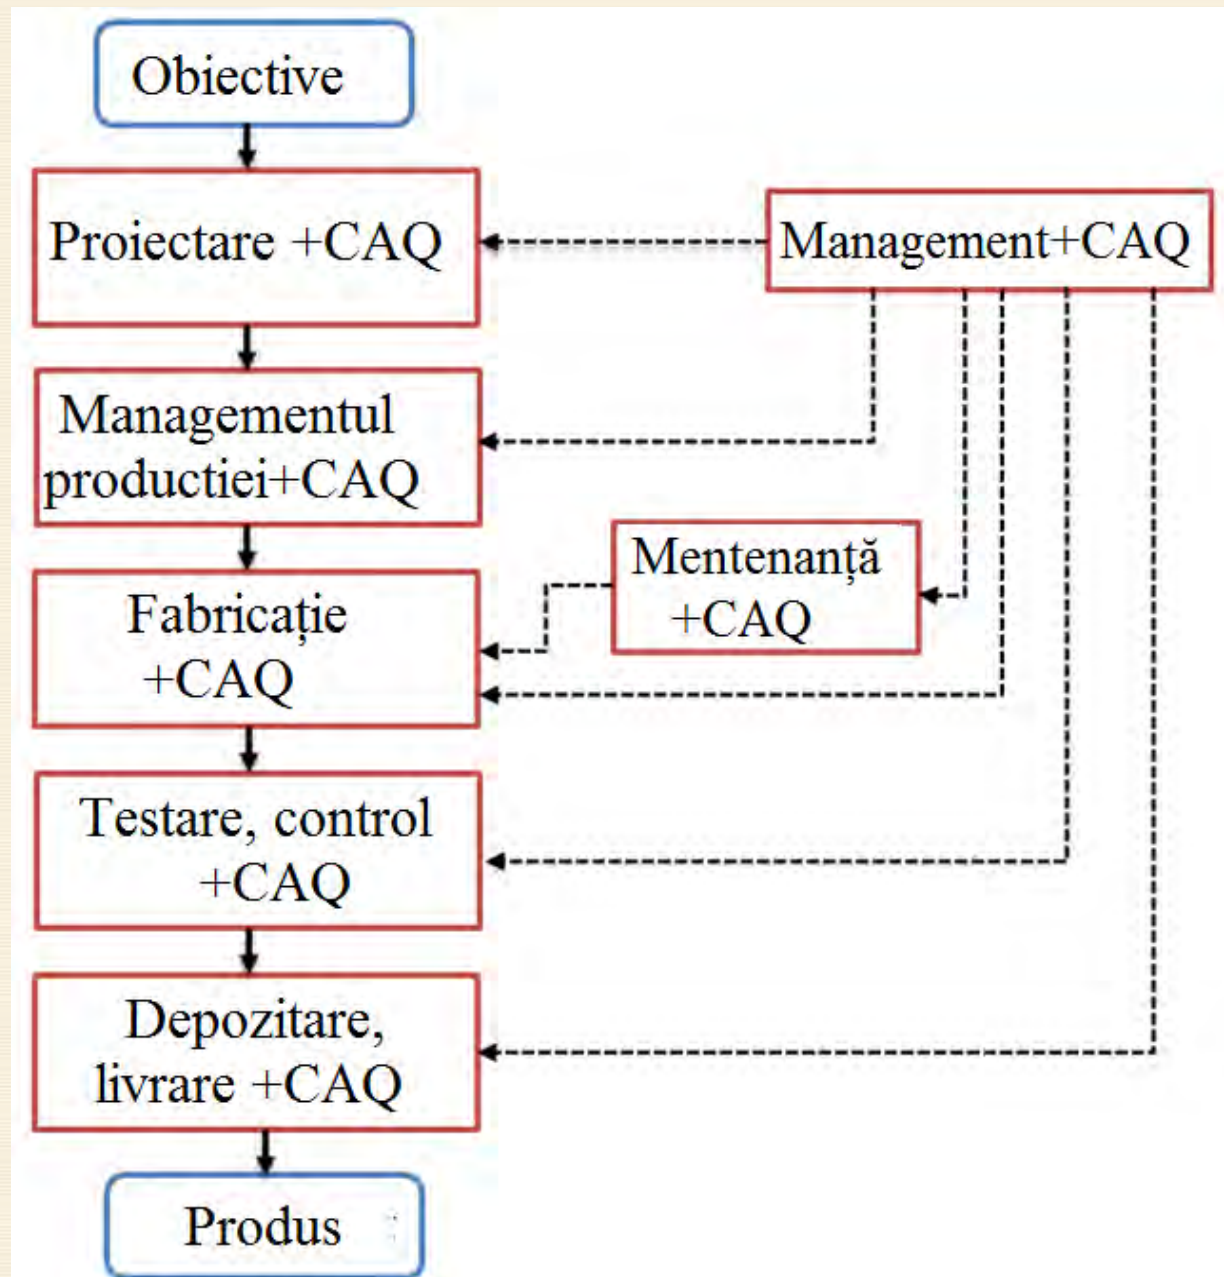 Obiective
Proiectare +CAQ
Management+CAQ
Managementul
productiei+CAQ
Mentenanță
+CAQ
Fabricație
+CAQ
Testare, control
+CAQ
Depozitare,
livrare +CAQ
Produs